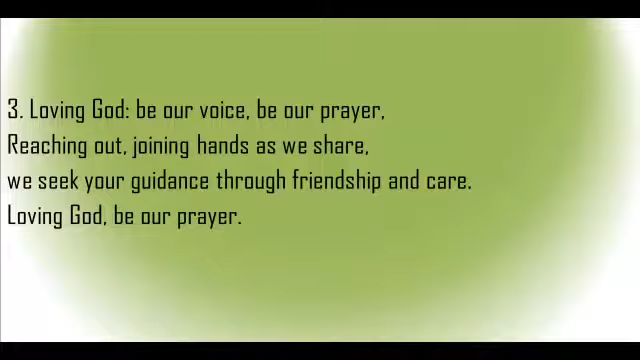 3. Loving God: be our voice, be our prayer,
Reaching out, joining hands as we share,
we seek your guidance through friendship and care.
Loving God, be our prayer.